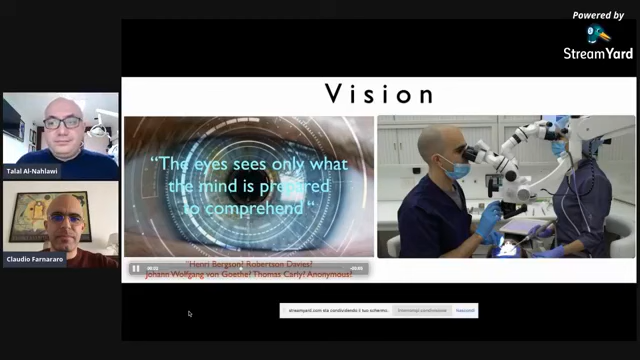 Powered by
StreamYard
Vision
"The eyes sees only what
the mind is prepared
to comprehend "
"Henri Bergson? Robertson Davies?
Johann Wolfgang von Goethe? Thomas Carly? Anonymous?
Talal Al-Nahlawi
Claudio Farnararo
streamyard.com sta condividendo il tuo schermo.
Interrompi condivisione
Nascondi